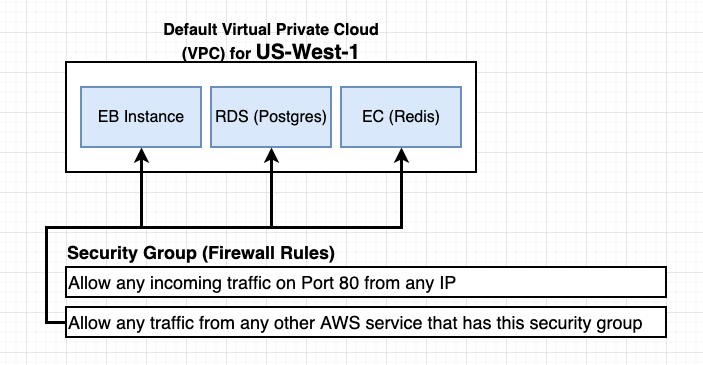 Default Virtual Private Cloud
(VPC) for US-West-1
EB Instance
RDS (Postgres)
EC (Redis)
Security Group (Firewall Rules)
Allow any incoming traffic on Port 80 from any IP
Allow any traffic from any other AWS service that has this security group